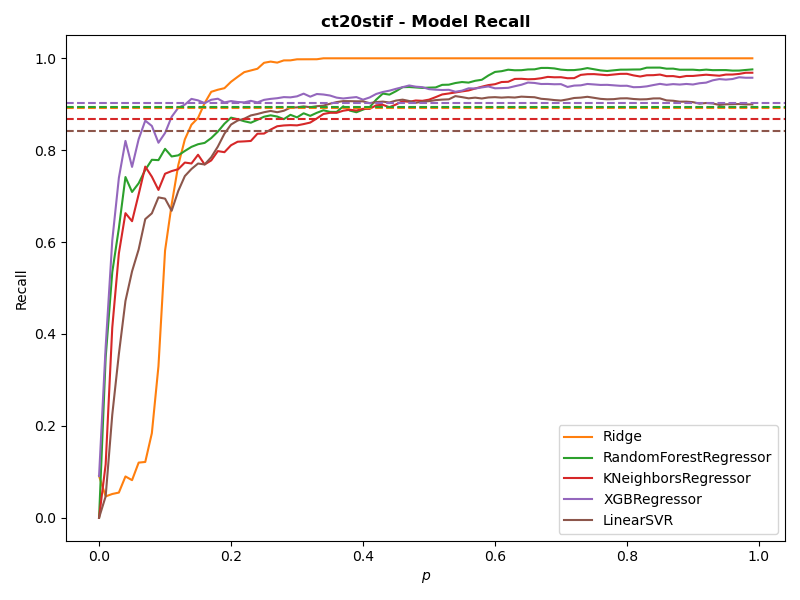 ct20stif - Model Recall
Recall
1.0
0.8
0.6
0.4
0.2
0.0
Ridge
RandomForestRegressor
KNeighborsRegressor
XGBRegressor
LinearSVR
0.0 0.2 0.4 0.6 0.8 1.0
p